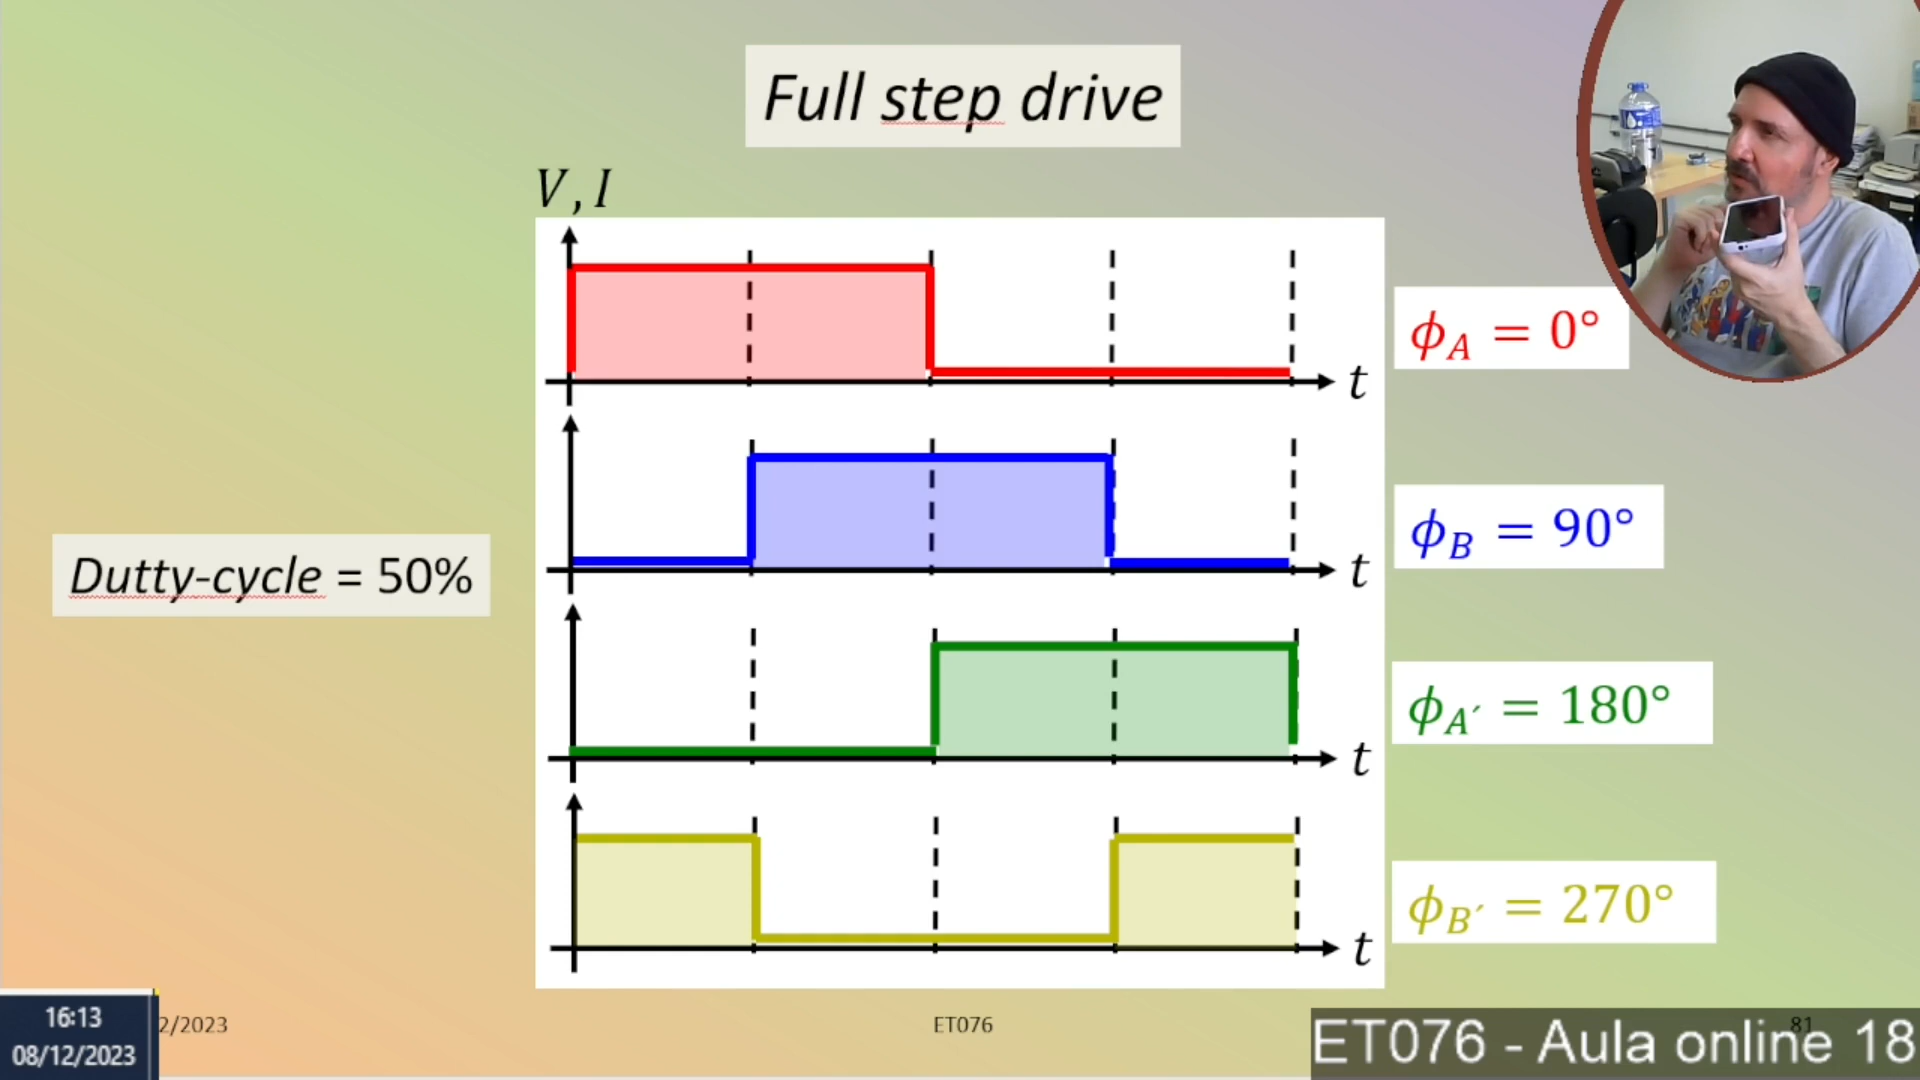 Full step drive
V, I
t
ϕA = 0°
t
ϕB = 90°
Dutty-cycle = 50%
t
ϕA´ = 180°
t
ϕB´ = 270°
16:13
08/12/2023
2/2023
ET076
81
ET076 - Aula online 18